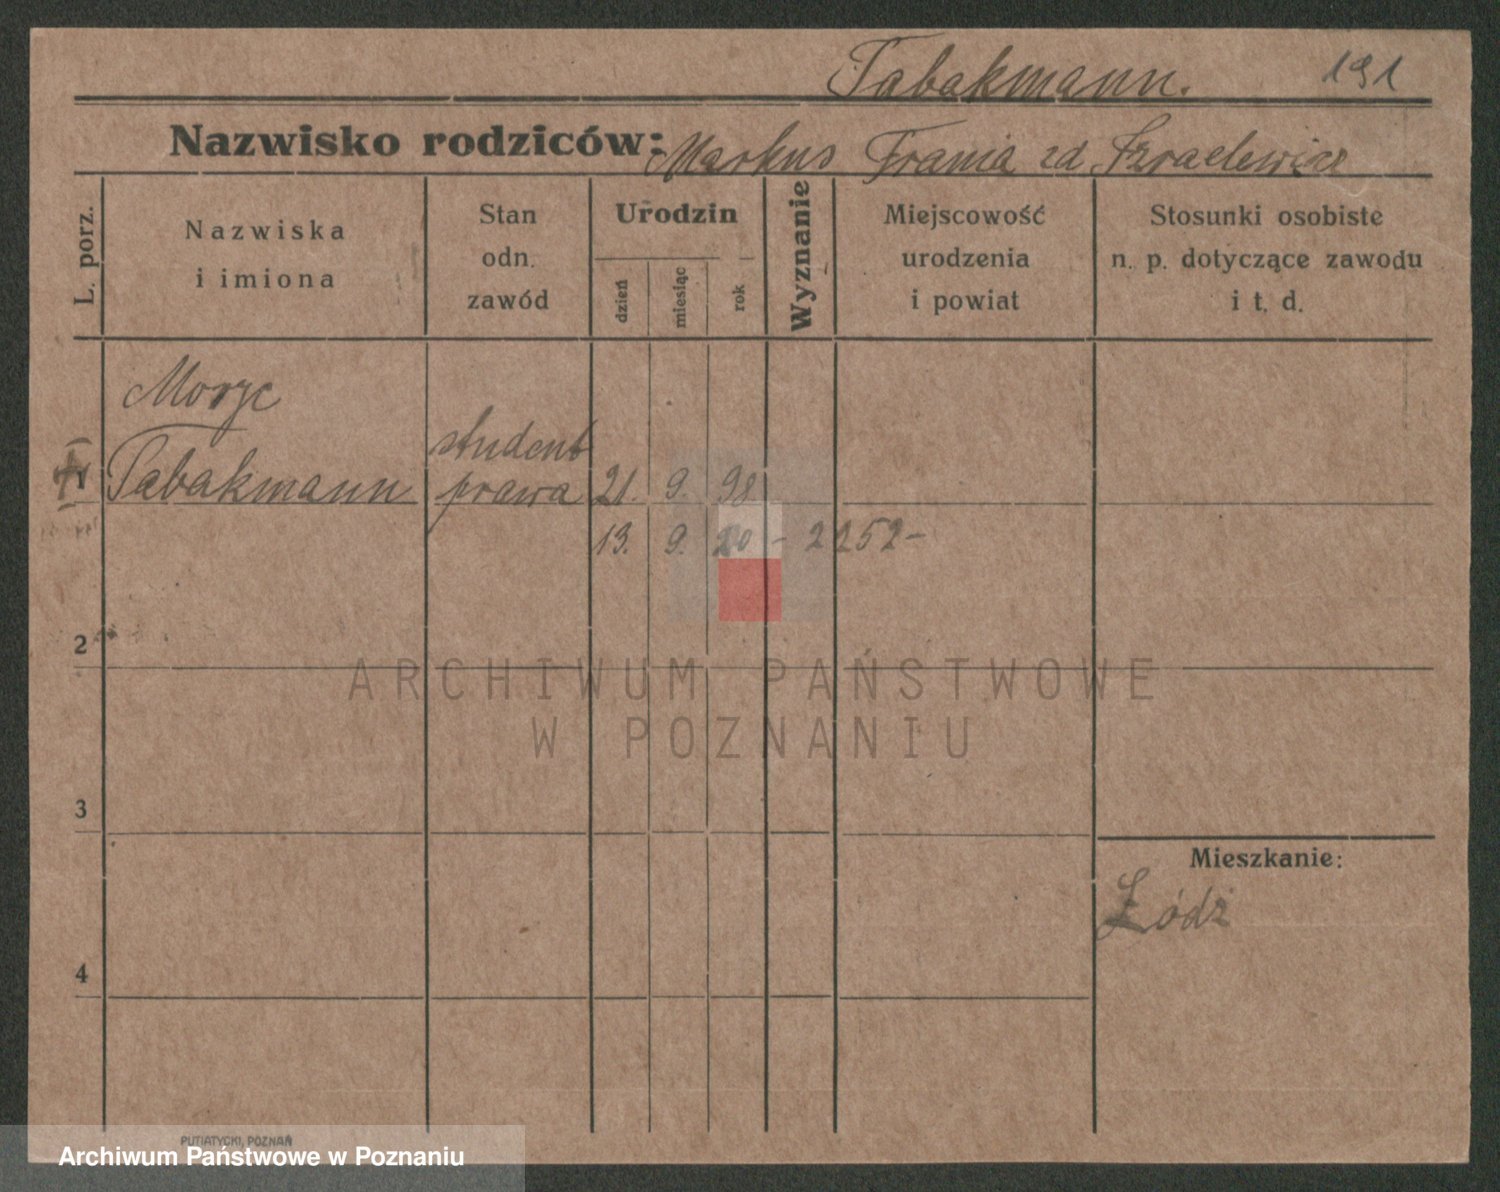 Tabakmann. 191
Nazwisko rodziców: Markus Frania zd. Izraelewicz
L. porz.
Nazwiska
i imiona
Stan
odn.
zawód
Urodzin
dzień
miesiąc
rok
Wyznanie
Miejscowość
urodzenia
i powiat
Stosunki osobiste
n. p. dotyczące zawodu
i t. d.
Moryc
1 Tabakmann student
prawa 21. 9. 98
13. 9. 20 - 2252 -
2
3
4
Mieszkanie:
Łódź
ARCHIWUM PAŃSTWOWE
W POZNANIU
PUTIATYCKI, POZNAŃ
Archiwum Państwowe w Poznaniu